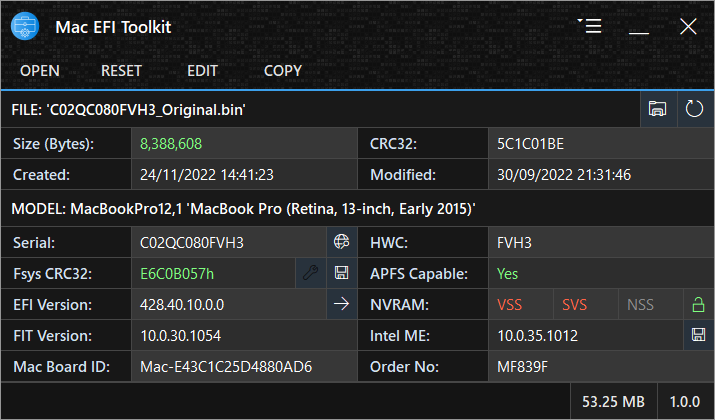 Mac EFI Toolkit
OPEN RESET EDIT COPY
FILE: 'C02QC080FVH3_Original.bin'
Size (Bytes): 8,388,608 CRC32: 5C1C01BE
Created: 24/11/2022 14:41:23 Modified: 30/09/2022 21:31:46
MODEL: MacBookPro12,1 'MacBook Pro (Retina, 13-inch, Early 2015)'
Serial: C02QC080FVH3 HWC: FVH3
Fsys CRC32: E6C0B057h APFS Capable: Yes
EFI Version: 428.40.10.0.0 NVRAM: VSS SVS NSS
FIT Version: 10.0.30.1054 Intel ME: 10.0.35.1012
Mac Board ID: Mac-E43C1C25D4880AD6 Order No: MF839F
53.25 MB 1.0.0